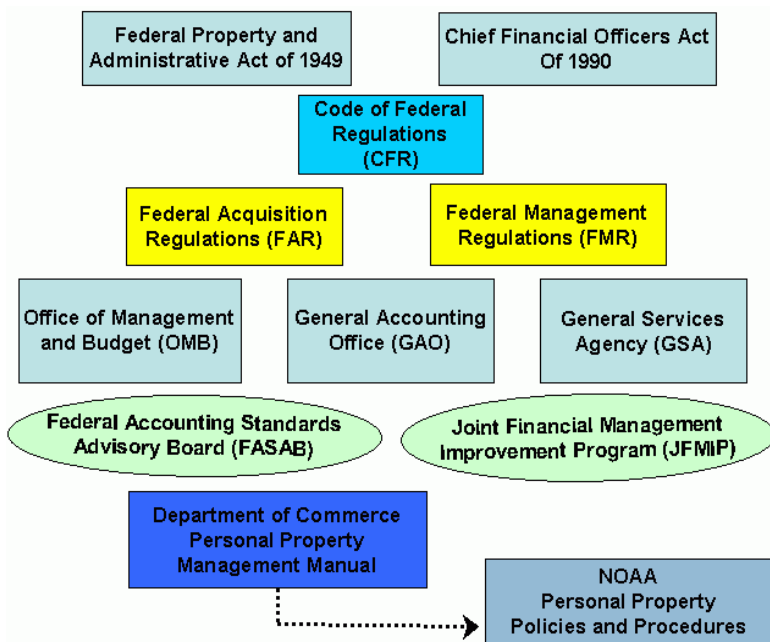 Federal Property and
Administrative Act of 1949
Chief Financial Officers Act
Of 1990
Code of Federal
Regulations
(CFR)
Federal Acquisition
Regulations (FAR)
Federal Management
Regulations (FMR)
Office of Management
and Budget (OMB)
General Accounting
Office (GAO)
General Services
Agency (GSA)
Federal Accounting Standards
Advisory Board (FASAB)
Joint Financial Management
Improvement Program (JFMIP)
Department of Commerce
Personal Property
Management Manual
NOAA
Personal Property
Policies and Procedures